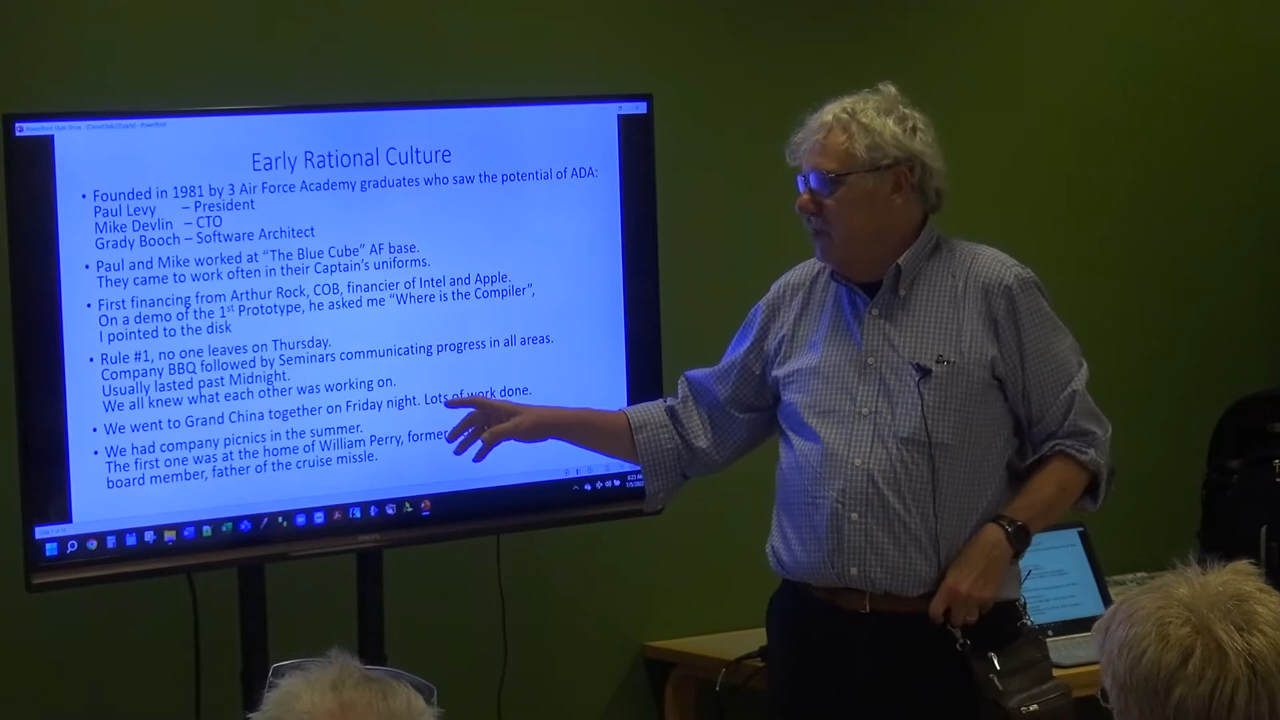 Early Rational Culture
• Founded in 1981 by 3 Air Force Academy graduates who saw the potential of ADA:
Paul Levy – President
Mike Devlin – CTO
Grady Booch – Software Architect
• Paul and Mike worked at “The Blue Cube” AF base.
They came to work often in their Captain’s uniforms.
• First financing from Arthur Rock, COB, financier of Intel and Apple.
On a demo of the 1st Prototype, he asked me “Where is the Compiler”,
I pointed to the disk
• Rule #1, no one leaves on Thursday.
Company BBQ followed by Seminars communicating progress in all areas.
Usually lasted past Midnight.
We all knew what each other was working on.
• We went to Grand China together on Friday night. Lots of work done.
• We had company picnics in the summer.
The first one was at the home of William Perry, former
board member, father of the cruise missle.